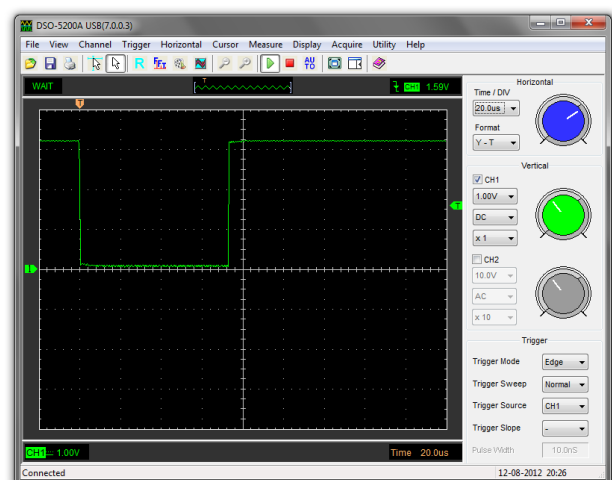 DSO-5200A USB(7.0.0.3)
File View Channel Trigger Horizontal Cursor Measure Display Acquire Utility Help
R FFT AUTO
WAIT T CH1 1.59V
T
T
1
CH1 1.00V Time 20.0us
Horizontal
Time / DIV
20.0us
Format
Y - T
Vertical
CH1
1.00V
DC
x 1
CH2
10.0V
AC
x 10
Trigger
Trigger Mode Edge
Trigger Sweep Normal
Trigger Source CH1
Trigger Slope -
Pulse Width 10.0nS
Connected 12-08-2012 20:26